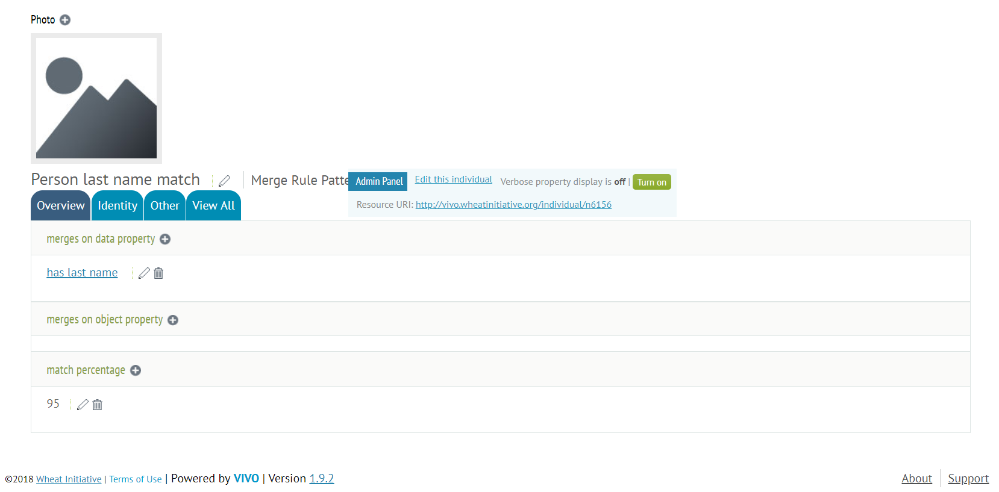 Photo
Person last name match | Merge Rule Patte
Admin Panel Edit this individual Verbose property display is off | Turn on
Resource URI: http://vivo.wheatinitiative.org/individual/n6156
Overview Identity Other View All
merges on data property
has last name
merges on object property
match percentage
95
©2018 Wheat Initiative | Terms of Use | Powered by VIVO | Version 1.9.2
About | Support